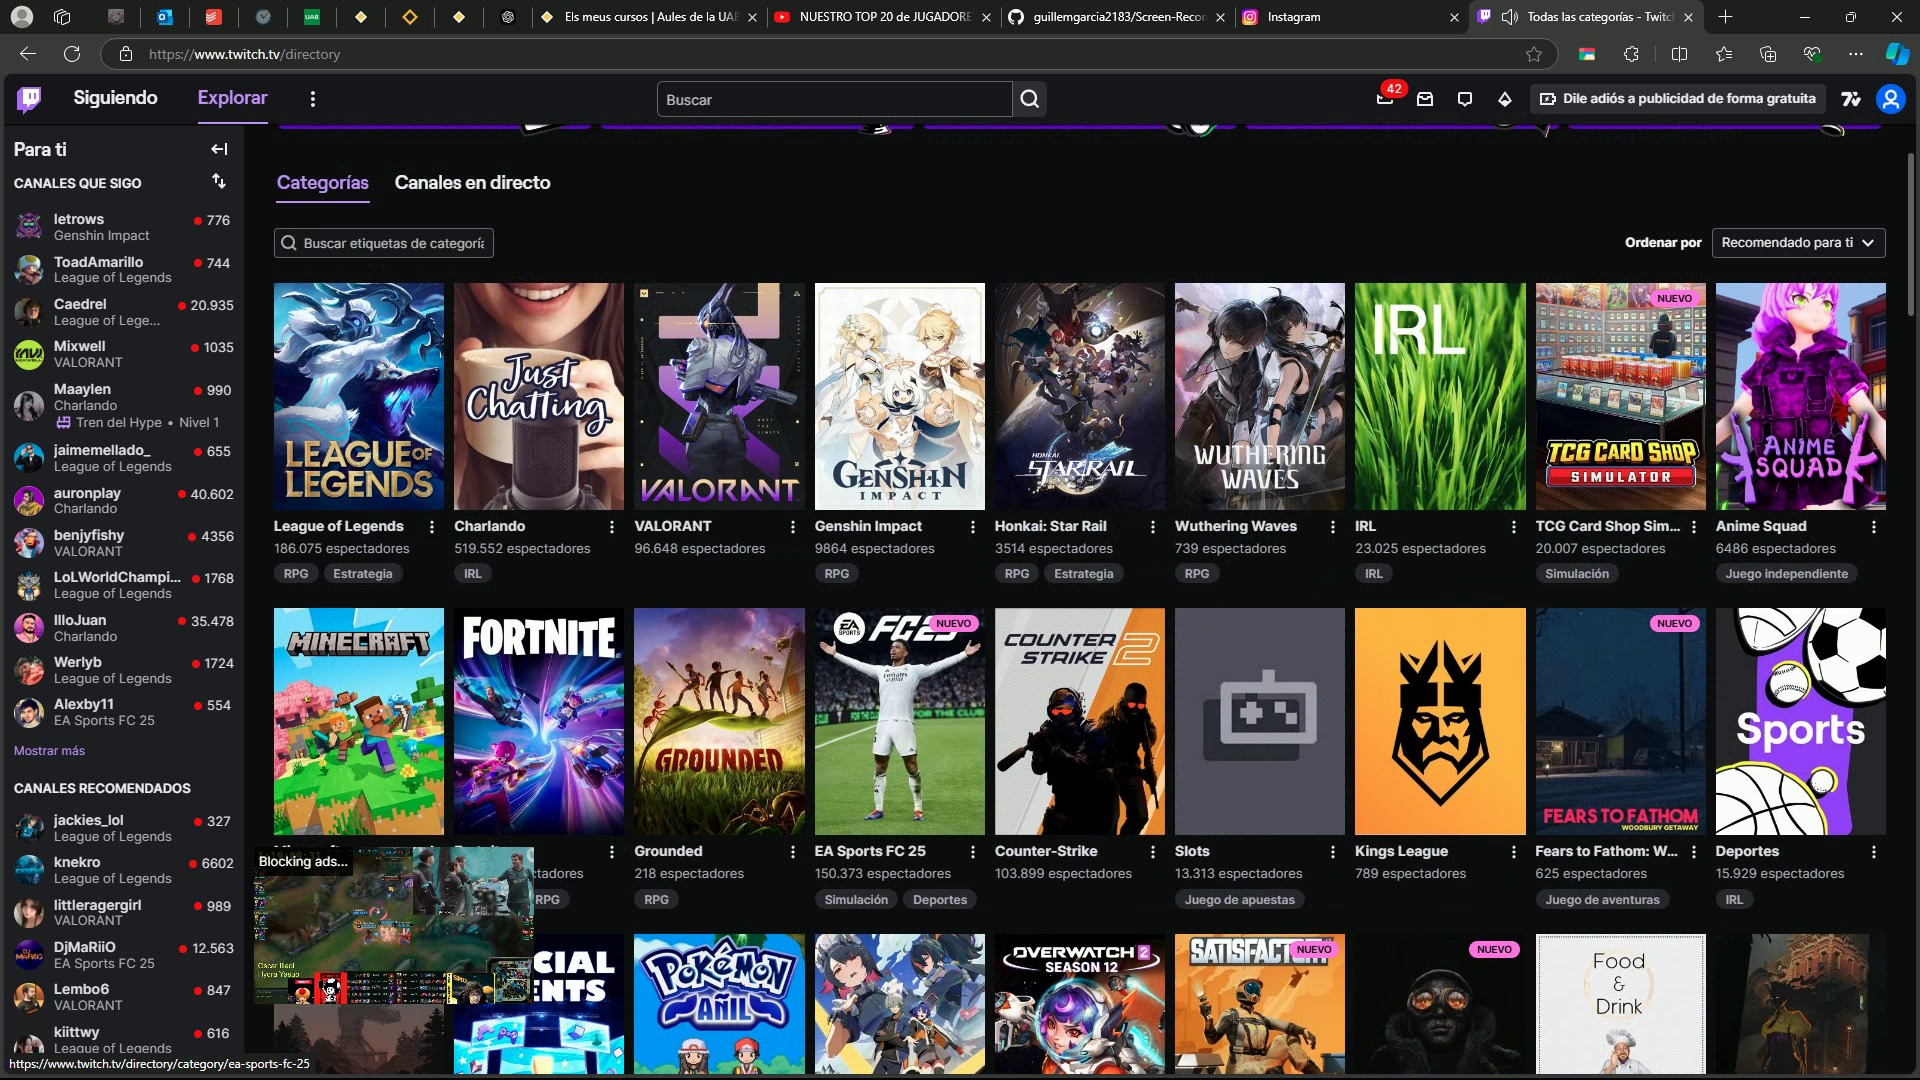 Els meus cursos | Aules de la UAB
NUESTRO TOP 20 de JUGADORE
guillemgarcia2183/Screen-Recor
Instagram
Todas las categorías - Twitch
https://www.twitch.tv/directory
Siguiendo
Explorar
Buscar
42
Dile adiós a publicidad de forma gratuita
Para ti
CANALES QUE SIGO
letrows
776
Genshin Impact
ToadAmarillo
744
League of Legends
Caedrel
20.935
League of Lege...
Mixwell
1035
VALORANT
Maaylen
990
Charlando
Tren del Hype • Nivel 1
jaimemellado_
655
League of Legends
auronplay
40.602
Charlando
benjyfishy
4356
VALORANT
LoLWorldChampi...
1768
League of Legends
IlloJuan
35.478
Charlando
Werlyb
1724
League of Legends
Alexby11
554
EA Sports FC 25
Mostrar más
CANALES RECOMENDADOS
jackies_lol
327
League of Legends
knekro
6602
League of Legends
littleragergirl
989
VALORANT
DjMaRiiO
12.563
EA Sports FC 25
Lembo6
847
VALORANT
kiittwy
616
League of Legends
Categorías
Canales en directo
Buscar etiquetas de categoría
Ordenar por
Recomendado para ti
LEAGUE OF LEGENDS
Just Chatting
VALORANT
GENSHIN IMPACT
HONKAI: STAR RAIL
WUTHERING WAVES
IRL
NUEVO
TCG CARD SHOP SIMULATOR
ANIME SQUAD
League of Legends
186.075 espectadores
RPG
Estrategia
Charlando
519.552 espectadores
IRL
VALORANT
96.648 espectadores
Genshin Impact
9864 espectadores
RPG
Honkai: Star Rail
3514 espectadores
RPG
Estrategia
Wuthering Waves
739 espectadores
RPG
IRL
23.025 espectadores
IRL
TCG Card Shop Sim...
20.007 espectadores
Simulación
Anime Squad
6486 espectadores
Juego independiente
MINECRAFT
FORTNITE
GROUNDED
EA SPORTS FC25
NUEVO
Emirates FLY BETTER
COUNTER STRIKE 2
NUEVO
FEARS TO FATHOM
WOODBURY GETAWAY
Sports
Blocking ads...
ctadores
RPG
Grounded
218 espectadores
RPG
EA Sports FC 25
150.373 espectadores
Simulación
Deportes
Counter-Strike
103.899 espectadores
Slots
13.313 espectadores
Juego de apuestas
Kings League
789 espectadores
Fears to Fathom: W...
625 espectadores
Juego de aventuras
Deportes
15.929 espectadores
IRL
CIAL
ENTS
POKéMON
AÑIL
OVERWATCH 2
SEASON 12
SATISFACTORY
NUEVO
NUEVO
Food
&
Drink
https://www.twitch.tv/directory/category/ea-sports-fc-25